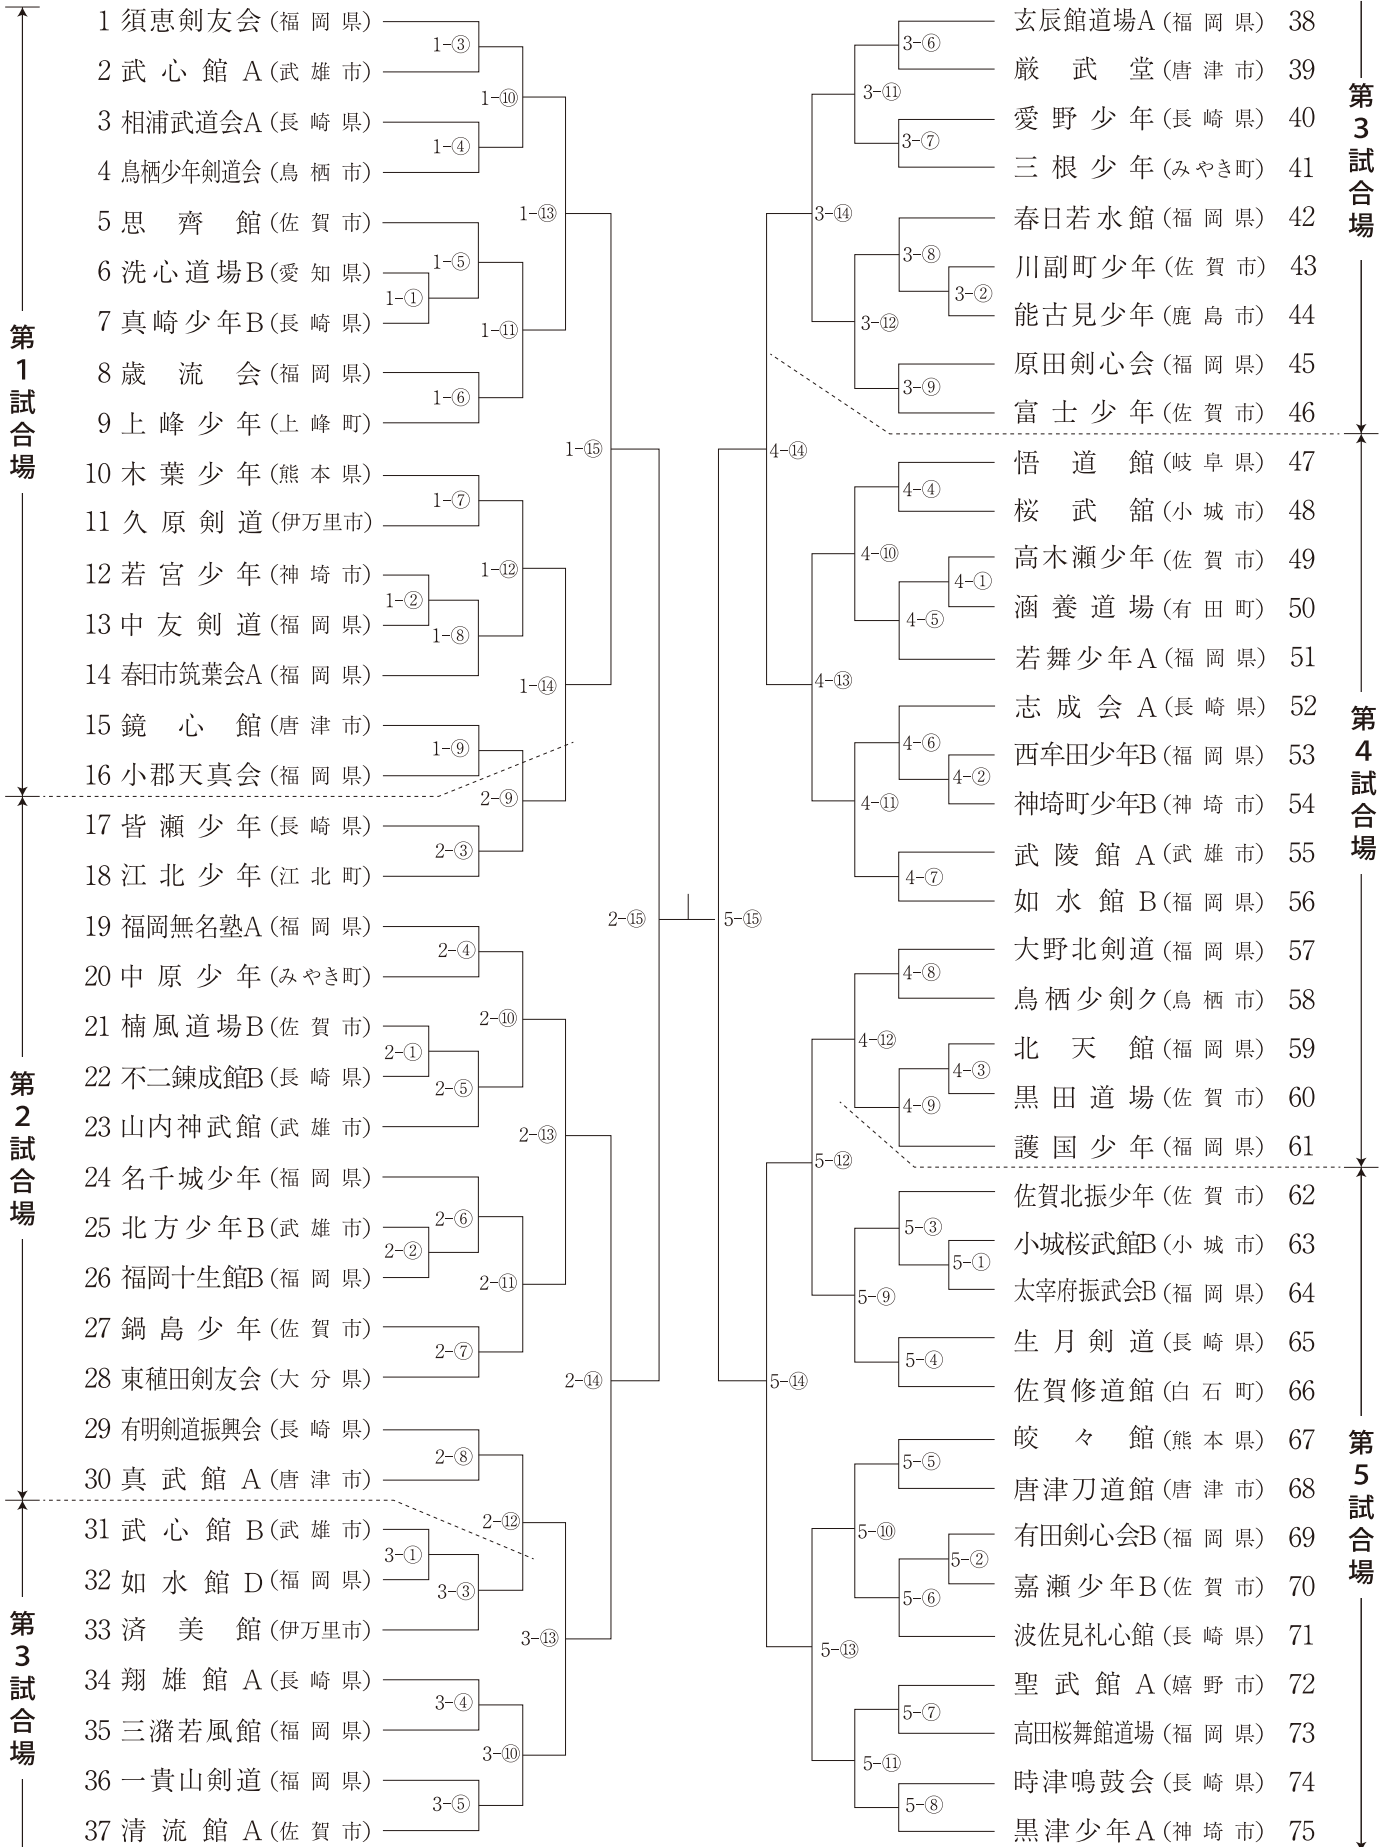 第1試合場
1 須恵剣友会 (福岡県)
2 武心館A (武雄市)
3 相浦武道会A (長崎県)
4 鳥栖少年剣道会 (鳥栖市)
5 思齊館 (佐賀市)
6 洗心道場B (愛知県)
7 真崎少年B (長崎県)
8 歳流会 (福岡県)
9 上峰少年 (上峰町)
10 木葉少年 (熊本県)
11 久原剣道 (伊万里市)
12 若宮少年 (神埼市)
13 中友剣道 (福岡県)
14 春日市筑葉会A (福岡県)
15 鏡心館 (唐津市)
16 小郡天真会 (福岡県)
第2試合場
17 皆瀬少年 (長崎県)
18 江北少年 (江北町)
19 福岡無名塾A (福岡県)
20 中原少年 (みやき町)
21 楠風道場B (佐賀市)
22 不二錬成館B (長崎県)
23 山内神武館 (武雄市)
24 名千城少年 (福岡県)
25 北方少年B (武雄市)
26 福岡十生館B (福岡県)
27 鍋島少年 (佐賀市)
28 東稙田剣友会 (大分県)
29 有明剣道振興会 (長崎県)
30 真武館A (唐津市)
第3試合場
31 武心館B (武雄市)
32 如水館D (福岡県)
33 済美館 (伊万里市)
34 翔雄館A (長崎県)
35 三潴若風館 (福岡県)
36 一貴山剣道 (福岡県)
37 清流館A (佐賀市)
1-③
1-④
1-①
1-⑤
1-⑥
1-⑦
1-②
1-⑧
1-⑨
1-⑩
1-⑪
1-⑫
1-⑬
1-⑭
1-⑮
2-③
2-④
2-①
2-⑤
2-②
2-⑥
2-⑦
2-⑧
2-⑨
2-⑩
2-⑪
2-⑫
2-⑬
2-⑭
2-⑮
3-①
3-③
3-④
3-⑤
3-⑩
3-⑬
第3試合場
玄辰館道場A (福岡県) 38
厳武堂 (唐津市) 39
愛野少年 (長崎県) 40
三根少年 (みやき町) 41
春日若水館 (福岡県) 42
川副町少年 (佐賀市) 43
能古見少年 (鹿島市) 44
原田剣心会 (福岡県) 45
富士少年 (佐賀市) 46
第4試合場
悟道館 (岐阜県) 47
桜武舘 (小城市) 48
高木瀬少年 (佐賀市) 49
涵養道場 (有田町) 50
若舞少年A (福岡県) 51
志成会A (長崎県) 52
西牟田少年B (福岡県) 53
神埼町少年B (神埼市) 54
武陵館A (武雄市) 55
如水館B (福岡県) 56
大野北剣道 (福岡県) 57
鳥栖少剣ク (鳥栖市) 58
北天館 (福岡県) 59
黒田道場 (佐賀市) 60
護国少年 (福岡県) 61
第5試合場
佐賀北振少年 (佐賀市) 62
小城桜武館B (小城市) 63
太宰府振武会B (福岡県) 64
生月剣道 (長崎県) 65
佐賀修道館 (白石町) 66
皎々館 (熊本県) 67
唐津刀道館 (唐津市) 68
有田剣心会B (福岡県) 69
嘉瀬少年B (佐賀市) 70
波佐見礼心館 (長崎県) 71
聖武館A (嬉野市) 72
高田桜舞館道場 (福岡県) 73
時津鳴鼓会 (長崎県) 74
黒津少年A (神埼市) 75
3-⑥
3-⑦
3-⑧
3-②
3-⑨
3-⑪
3-⑫
3-⑭
4-④
4-①
4-⑤
4-⑥
4-②
4-⑦
4-⑧
4-③
4-⑨
4-⑩
4-⑪
4-⑫
4-⑬
4-⑭
5-③
5-①
5-④
5-⑤
5-②
5-⑥
5-⑦
5-⑧
5-⑨
5-⑩
5-⑪
5-⑫
5-⑬
5-⑭
5-⑮